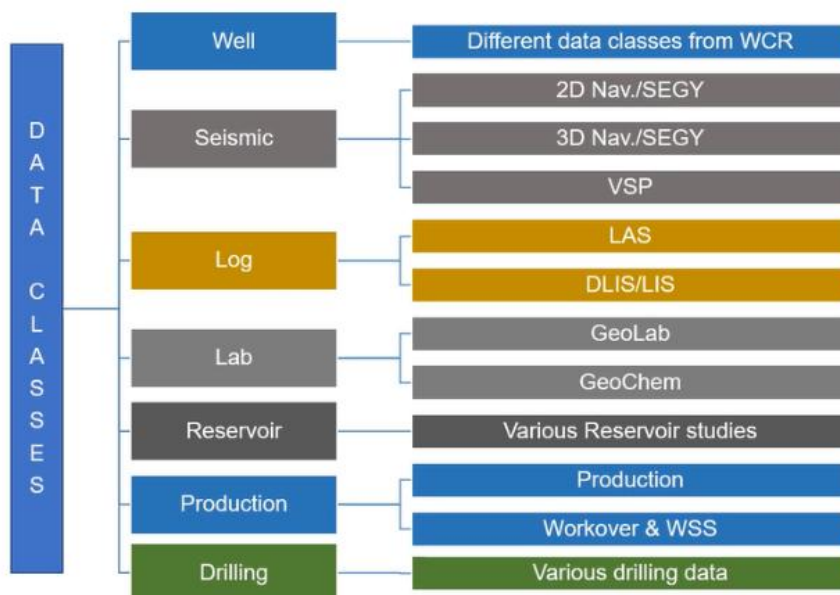 DATA CLASSES
Well
Different data classes from WCR
Seismic
2D Nav./SEGY
3D Nav./SEGY
VSP
Log
LAS
DLIS/LIS
Lab
GeoLab
GeoChem
Reservoir
Various Reservoir studies
Production
Production
Workover & WSS
Drilling
Various drilling data